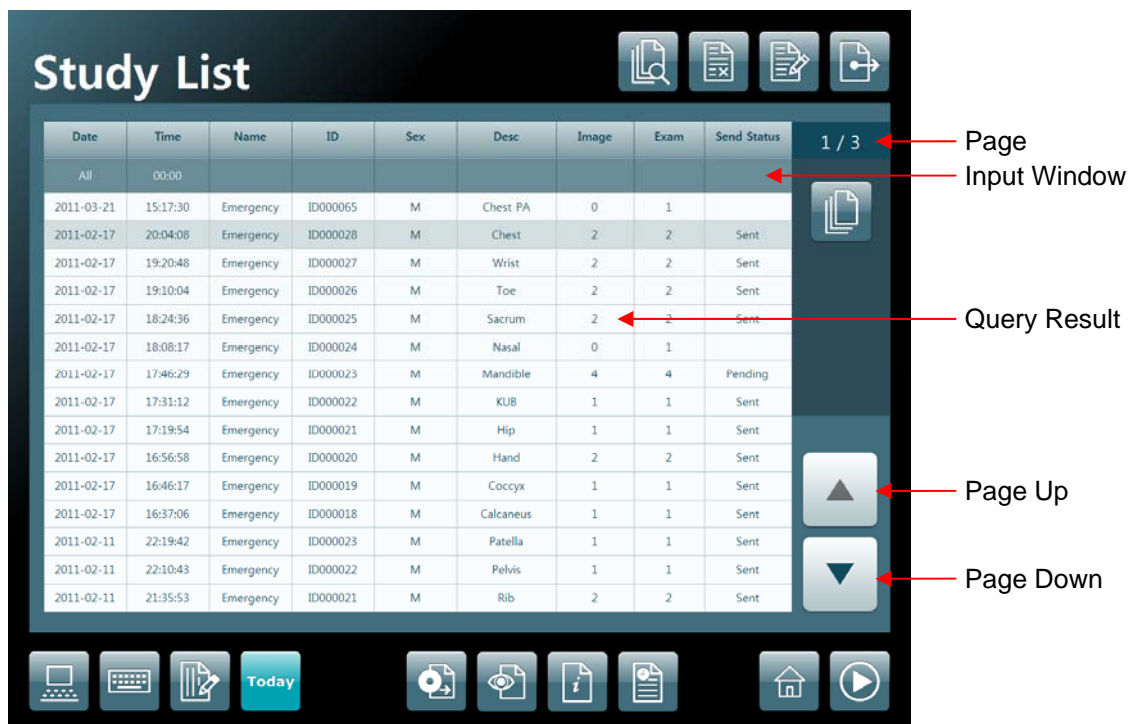 Study List
Date Time Name ID Sex Desc Image Exam Send Status 1 / 3 Page
All 00:00 Input Window
2011-03-21 15:17:30 Emergency ID000065 M Chest PA 0 1
2011-02-17 20:04:08 Emergency ID000028 M Chest 2 2 Sent
2011-02-17 19:20:48 Emergency ID000027 M Wrist 2 2 Sent
2011-02-17 19:10:04 Emergency ID000026 M Toe 2 2 Sent
2011-02-17 18:24:36 Emergency ID000025 M Sacrum 2 2 Sent Query Result
2011-02-17 18:08:17 Emergency ID000024 M Nasal 0 1
2011-02-17 17:46:29 Emergency ID000023 M Mandible 4 4 Pending
2011-02-17 17:31:12 Emergency ID000022 M KUB 1 1 Sent
2011-02-17 17:19:54 Emergency ID000021 M Hip 1 1 Sent
2011-02-17 16:56:58 Emergency ID000020 M Hand 2 2 Sent
2011-02-17 16:46:17 Emergency ID000019 M Coccyx 1 1 Sent Page Up
2011-02-17 16:37:06 Emergency ID000018 M Calcaneus 1 1 Sent
2011-02-11 22:19:42 Emergency ID000023 M Patella 1 1 Sent
2011-02-11 22:10:43 Emergency ID000022 M Pelvis 1 1 Sent Page Down
2011-02-11 21:35:53 Emergency ID000021 M Rib 2 2 Sent
Today i